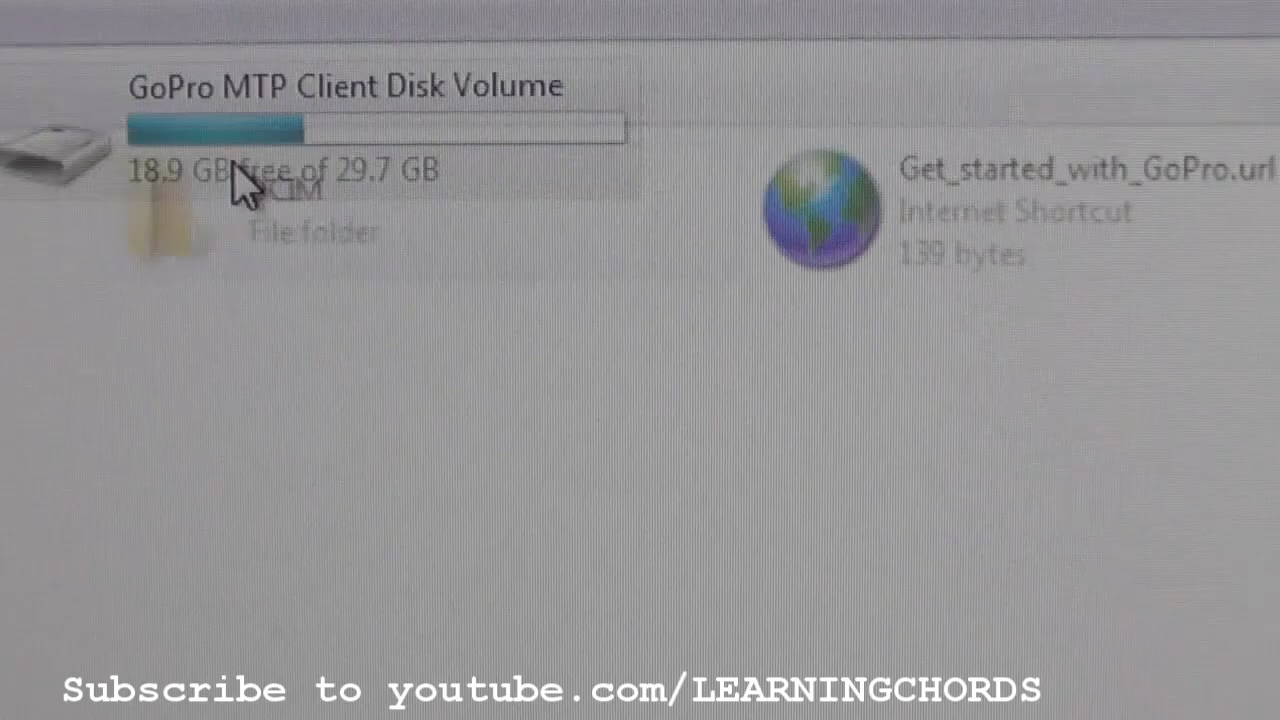 GoPro MTP Client Disk Volume
18.9 GB free of 29.7 GB
DCIM
File folder
Get_started_with_GoPro.url
Internet Shortcut
139 bytes
Subscribe to youtube.com/LEARNINGCHORDS